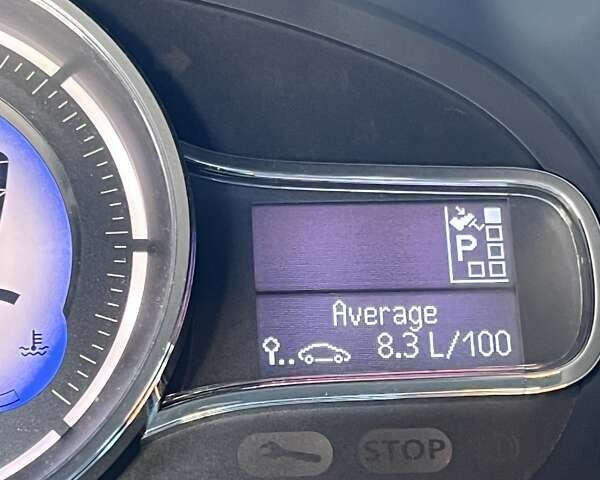 P
Average
8.3 L/100
STOP